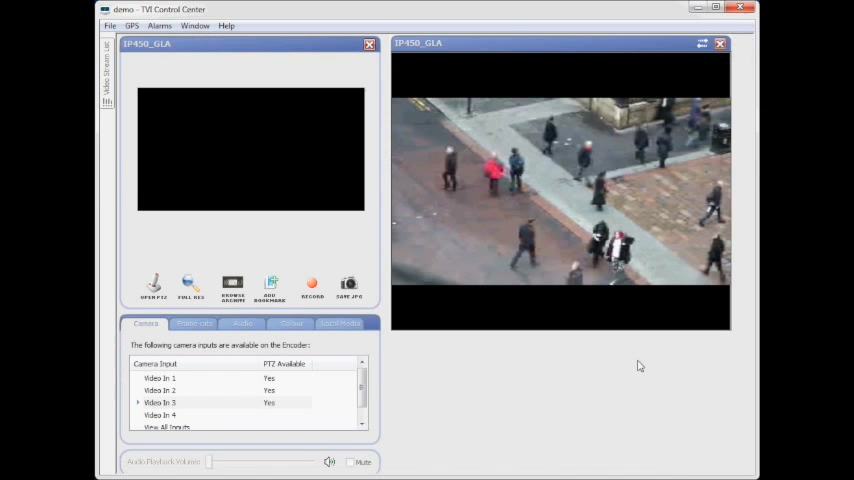 demo - TVI Control Center
File GPS Alarms Window Help
Video Stream List
IP450_GLA
IP450_GLA
OPEN PTZ
FULL RES
BROWSE ARCHIVE
ADD BOOKMARK
RECORD
SAVE JPG
Camera Frame-rate Audio Colour Local Media
The following camera inputs are available on the Encoder:
Camera Input PTZ Available
Video In 1 Yes
Video In 2 Yes
Video In 3 Yes
Video In 4
View All Inputs
Audio Playback Volume: Mute